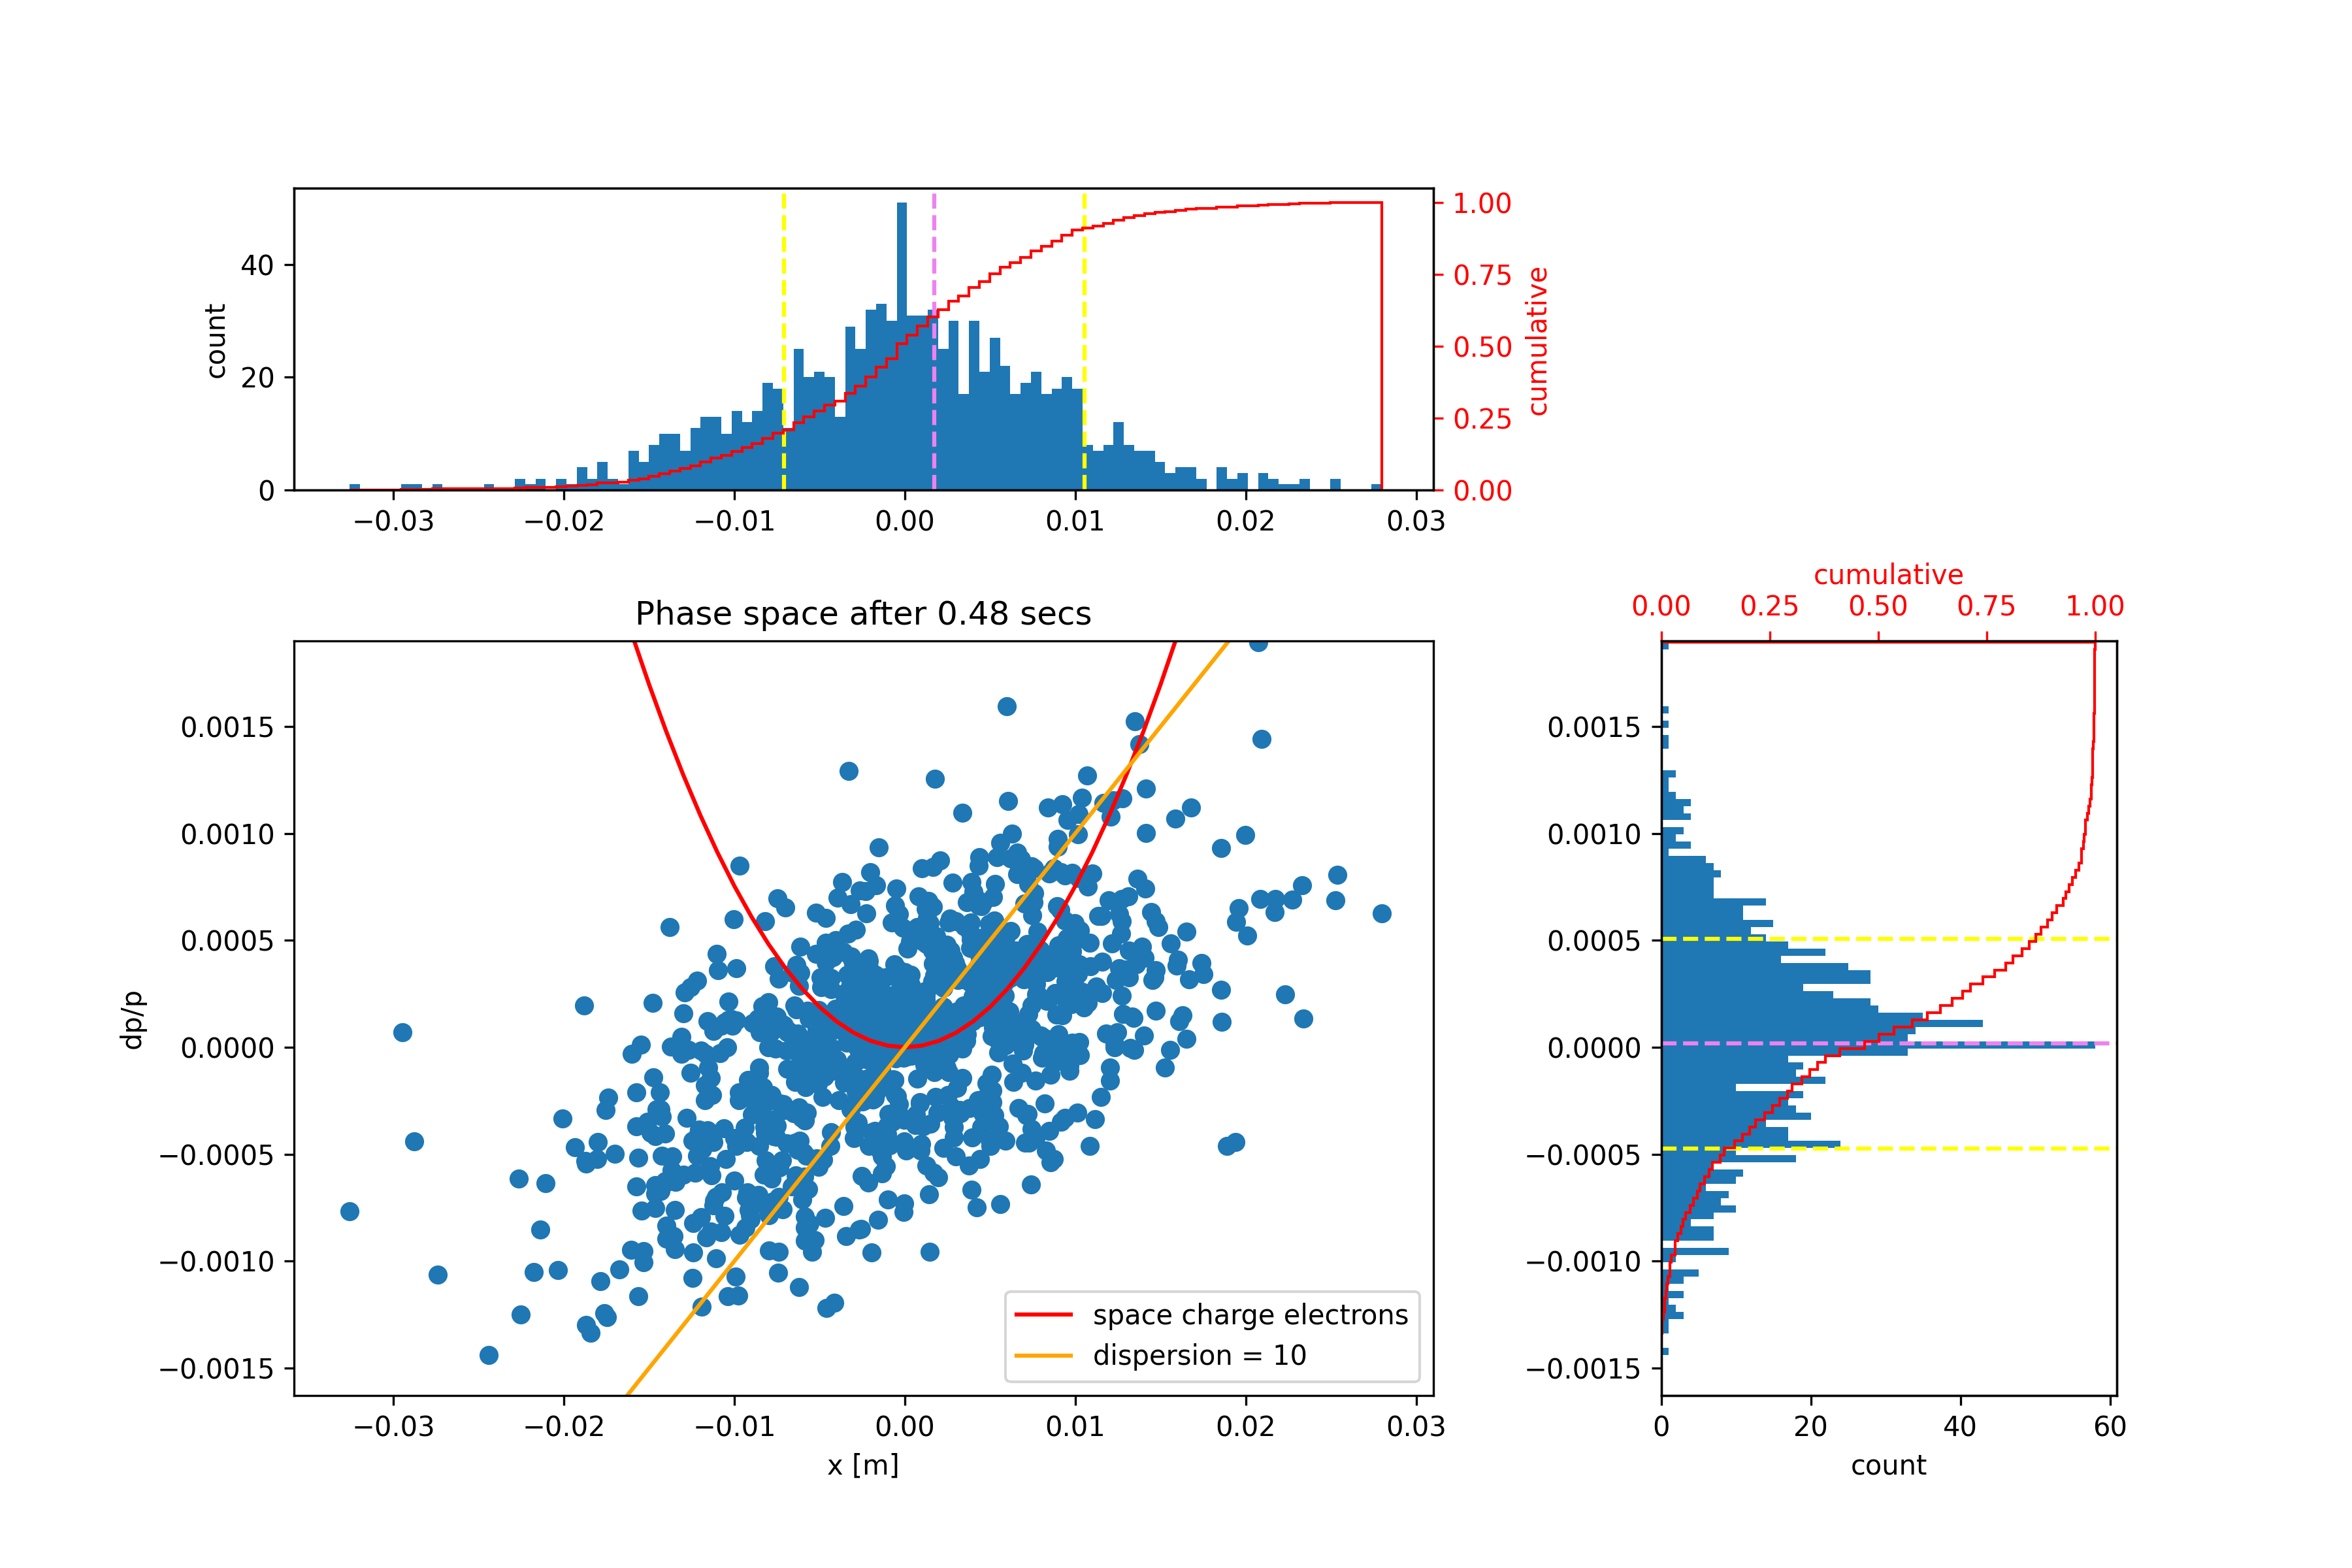 1.00
0.75
0.50
0.25
0.00
cumulative
40
20
0
count
−0.03 −0.02 −0.01 0.00 0.01 0.02 0.03
Phase space after 0.48 secs
0.0015
0.0010
0.0005
0.0000
−0.0005
−0.0010
−0.0015
dp/p
space charge electrons
dispersion = 10
−0.03 −0.02 −0.01 0.00 0.01 0.02 0.03
x [m]
cumulative
0.00 0.25 0.50 0.75 1.00
0.0015
0.0010
0.0005
0.0000
−0.0005
−0.0010
−0.0015
0 20 40 60
count